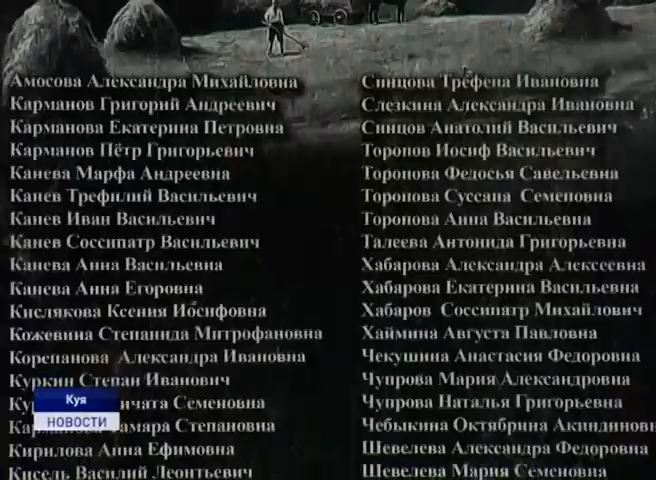 Амосова Александра Михайловна
Карманов Григорий Андреевич
Карманова Екатерина Петровна
Карманов Пётр Григорьевич
Канева Марфа Андреевна
Канев Трефилий Васильевич
Канев Иван Васильевич
Канев Соссипатр Васильевич
Канева Анна Васильевна
Канева Анна Егоровна
Кислякова Ксения Иосифовна
Кожевина Степанида Митрофановна
Корепанова Александра Ивановна
Куркин Степан Иванович
Семеновна
Степановна
Кирилова Анна Ефимовна
Кисель Василий Леонтьевич
Спицова Трефена Ивановна
Слезкина Александра Ивановна
Спицов Анатолий Васильевич
Торопов Иосиф Васильевич
Торопова Федосья Савельевна
Торопова Суссана Семеновна
Торопова Анна Васильевна
Талеева Антонида Григорьевна
Хабарова Александра Алексеевна
Хабарова Екатерина Васильевна
Хабаров Соссипатр Михайлович
Хаймина Августа Павловна
Чекушина Анастасия Федоровна
Чупрова Мария Александровна
Чупрова Наталья Григорьевна
Чебыкина Октябрина Акиндиновн
Шевелева Александра Федоровна
Шевелева Мария Семеновна
Куя
НОВОСТИ